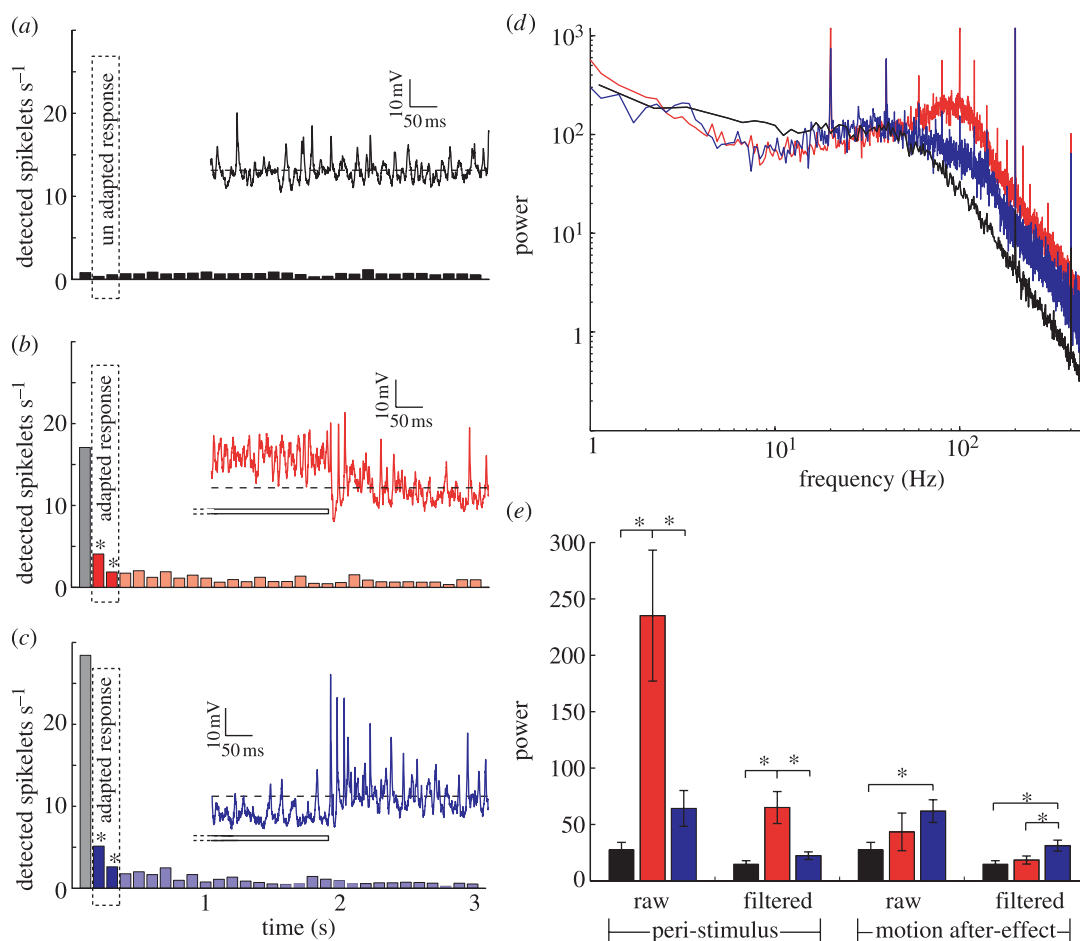 (a)
detected spikelets s⁻¹
30
20
10
0
un adapted response
10 mV
50 ms
(b)
detected spikelets s⁻¹
20
10
0
adapted response
*
*
10 mV
50 ms
(c)
detected spikelets s⁻¹
20
10
0
adapted response
*
*
10 mV
50 ms
1
2
3
time (s)
(d)
power
10³
10²
10¹
1
1
10¹
10²
frequency (Hz)
(e)
power
300
250
200
150
100
50
0
* *
* *
*
*
*
raw
filtered
raw
filtered
peri-stimulus
motion after-effect